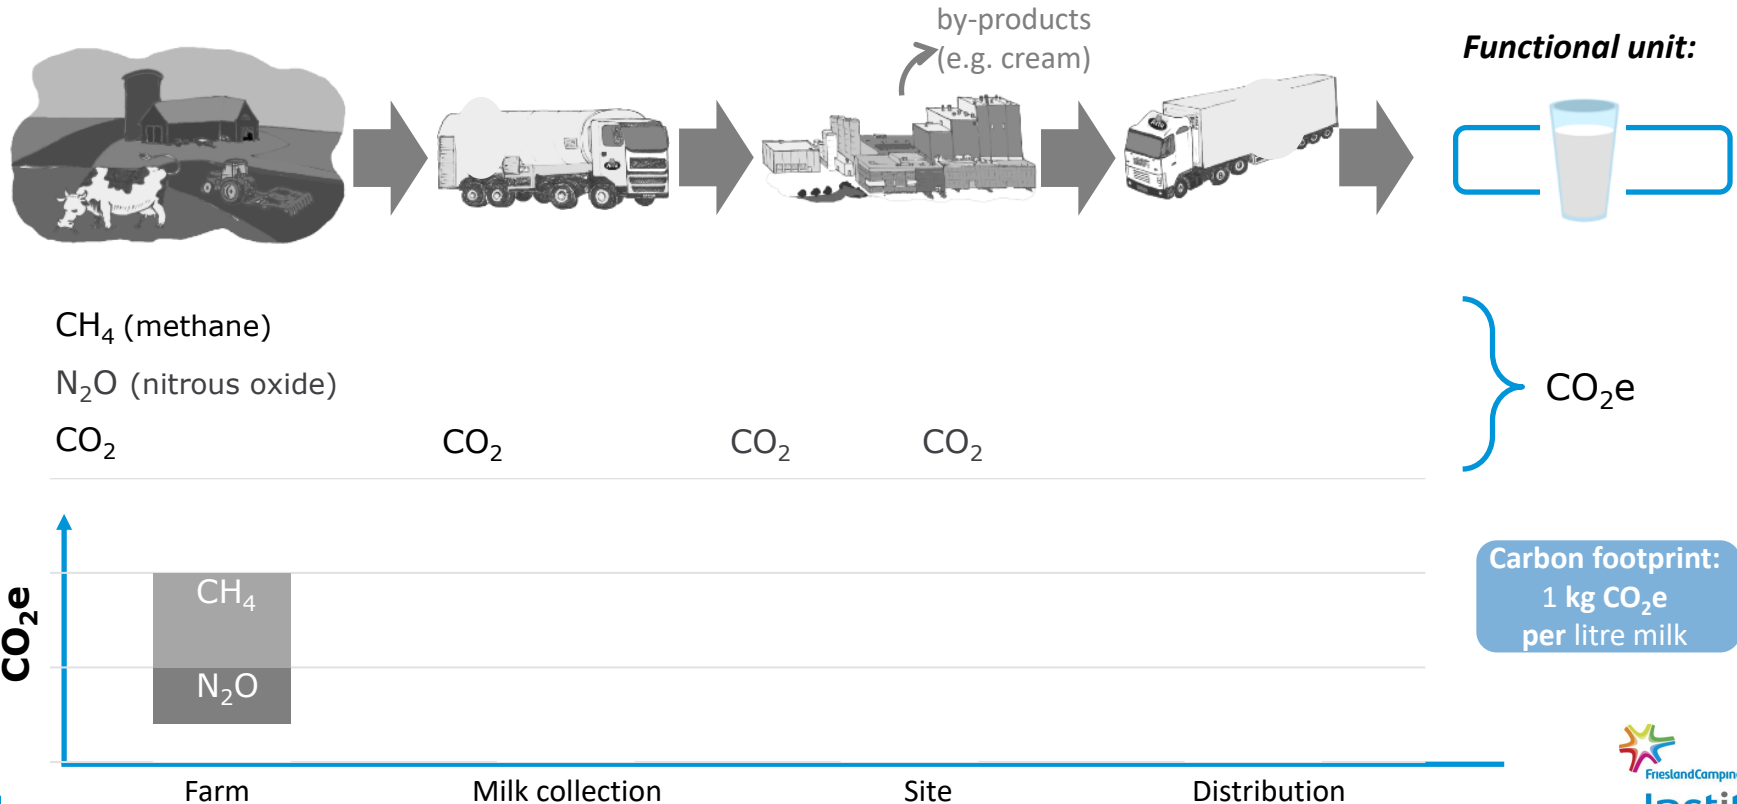 by-products
(e.g. cream)
Functional unit:
CH₄ (methane)
N₂O (nitrous oxide)
CO₂ CO₂ CO₂ CO₂
CO₂e
CO₂e
CH₄
N₂O
Carbon footprint:
1 kg CO₂e
per litre milk
Farm Milk collection Site Distribution